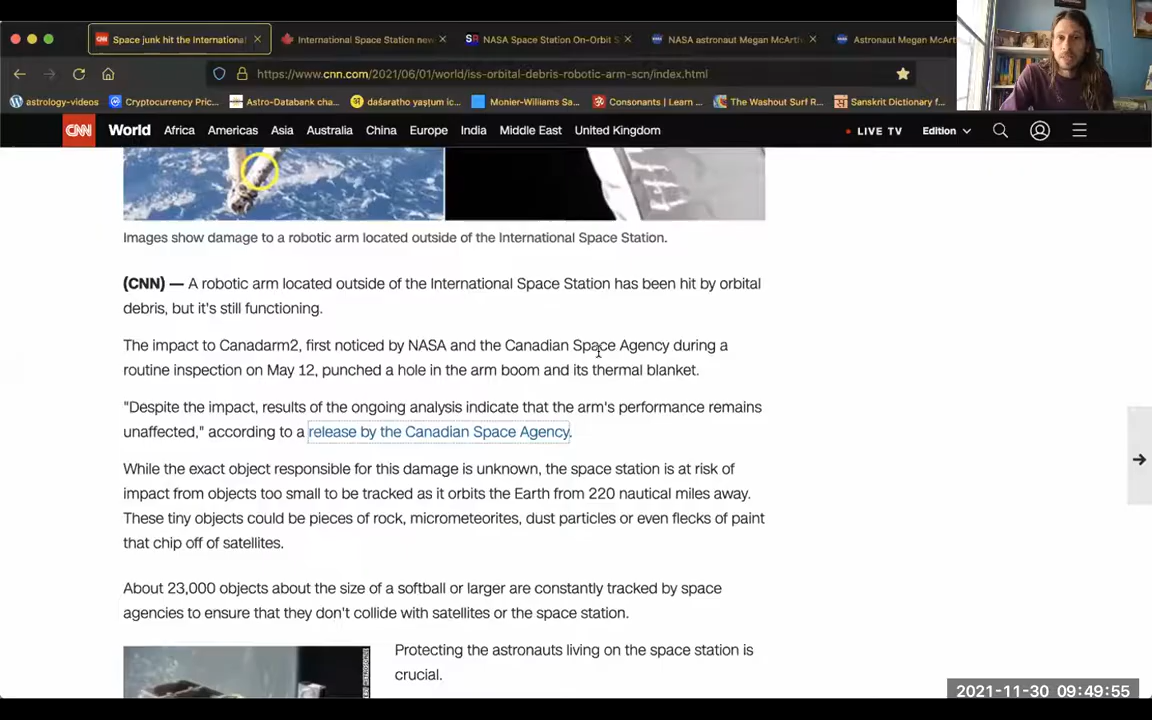 Space junk hit the Internationa
International Space Station nev
NASA Space Station On-Orbit S
NASA astronaut Megan McArt
Astronaut Megan McArt
https://www.cnn.com/2021/06/01/world/iss-orbital-debris-robotic-arm-scn/index.html
astrology-videos
Cryptocurrency Pric...
Astro-Databank cha...
daśaratho yaṣṭum ic...
Monier-Williams Sa...
Consonants | Learn ...
The Washout Surf R...
Sanskrit Dictionary f
CNN World Africa Americas Asia Australia China Europe India Middle East United Kingdom LIVE TV Edition
Images show damage to a robotic arm located outside of the International Space Station.
(CNN) — A robotic arm located outside of the International Space Station has been hit by orbital
debris, but it's still functioning.
The impact to Canadarm2, first noticed by NASA and the Canadian Space Agency during a
routine inspection on May 12, punched a hole in the arm boom and its thermal blanket.
"Despite the impact, results of the ongoing analysis indicate that the arm's performance remains
unaffected," according to a release by the Canadian Space Agency.
While the exact object responsible for this damage is unknown, the space station is at risk of
impact from objects too small to be tracked as it orbits the Earth from 220 nautical miles away.
These tiny objects could be pieces of rock, micrometeorites, dust particles or even flecks of paint
that chip off of satellites.
About 23,000 objects about the size of a softball or larger are constantly tracked by space
agencies to ensure that they don't collide with satellites or the space station.
Protecting the astronauts living on the space station is
crucial.
2021-11-30 09:49:55